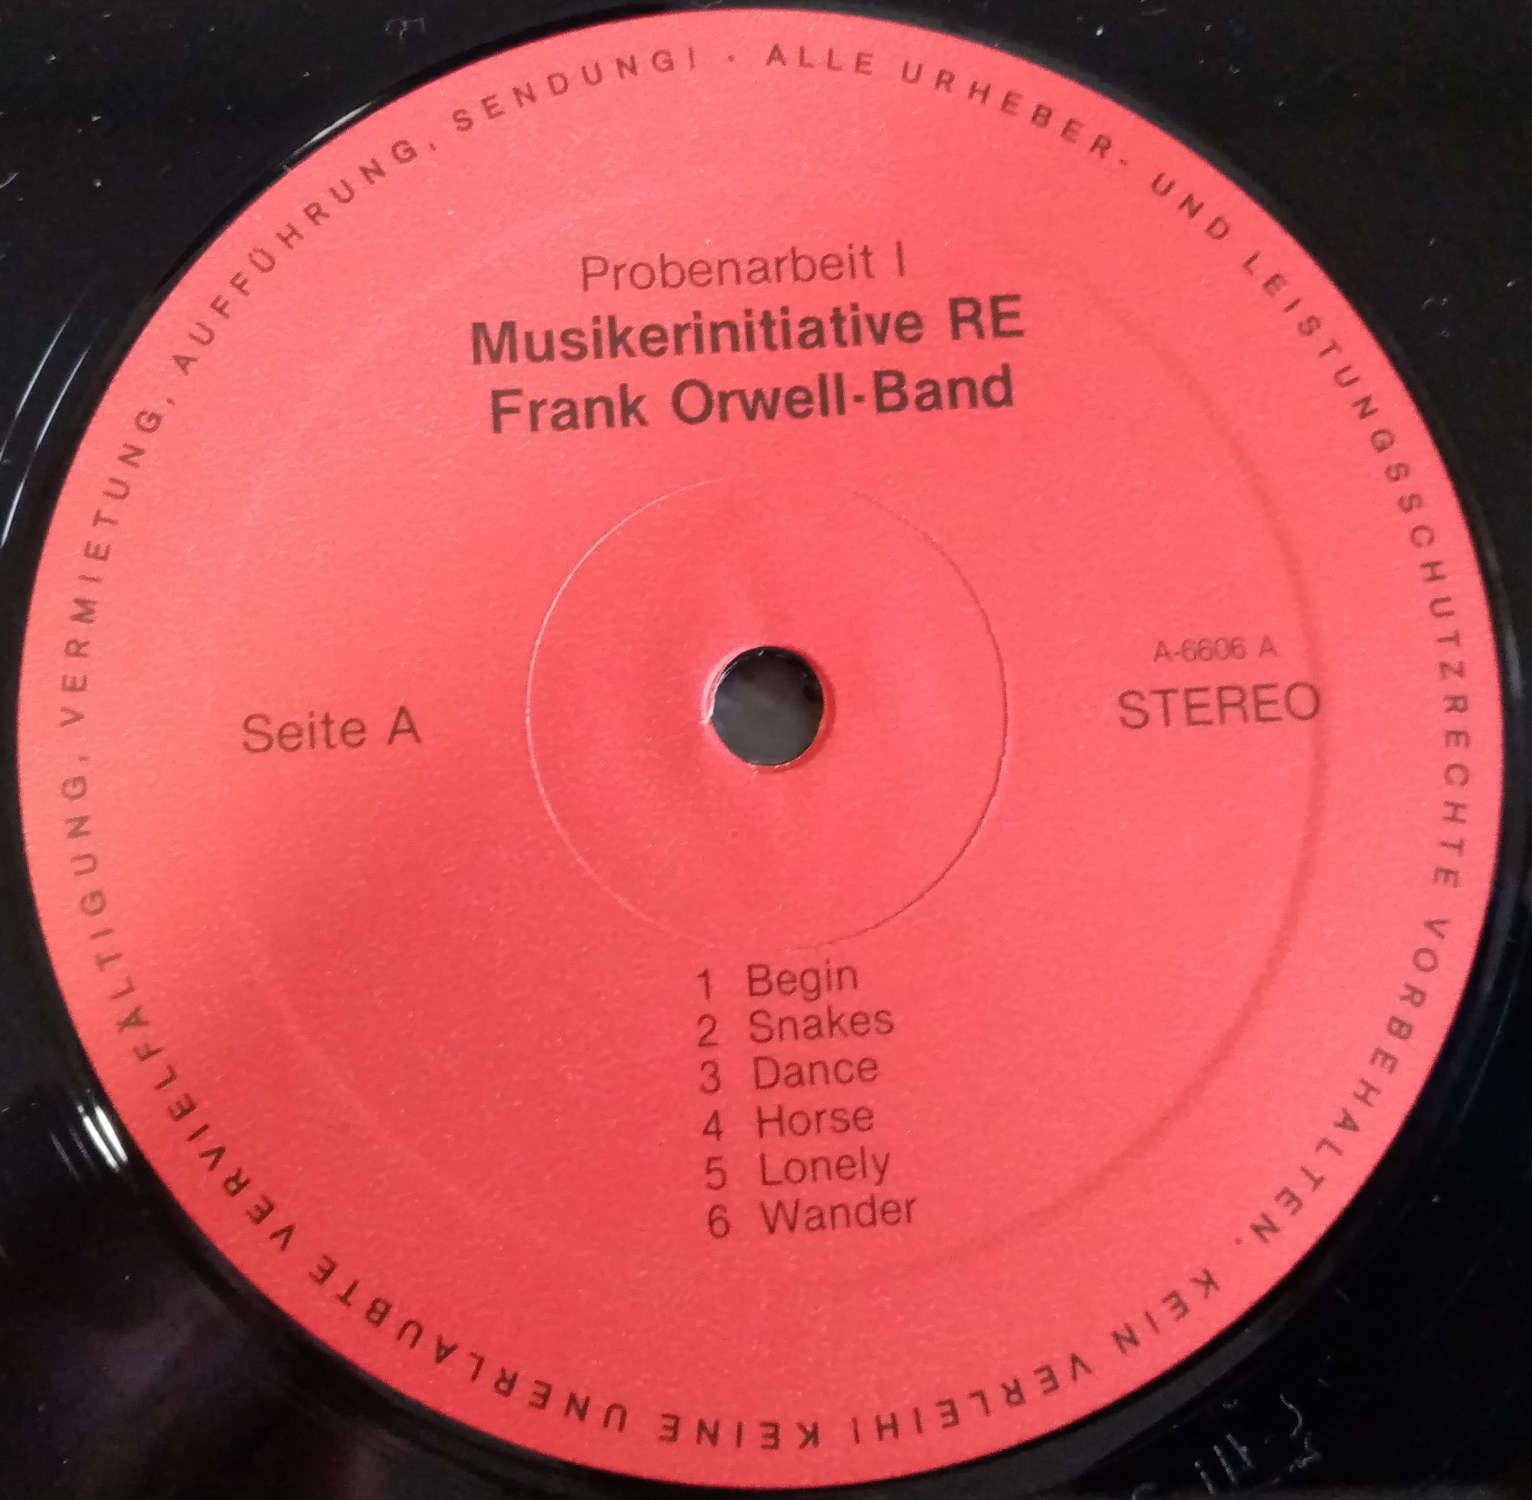 ALLE URHEBER- UND LEISTUNGSSCHUTZRECHTE VORBEHALTEN. KEIN VERLEIH! KEINE UNERLAUBTE VERVIELFÄLTIGUNG, VERMIETUNG, AUFFÜHRUNG, SENDUNG! ·
Probenarbeit I
Musikerinitiative RE
Frank Orwell-Band
Seite A
A-6606 A
STEREO
1 Begin
2 Snakes
3 Dance
4 Horse
5 Lonely
6 Wander